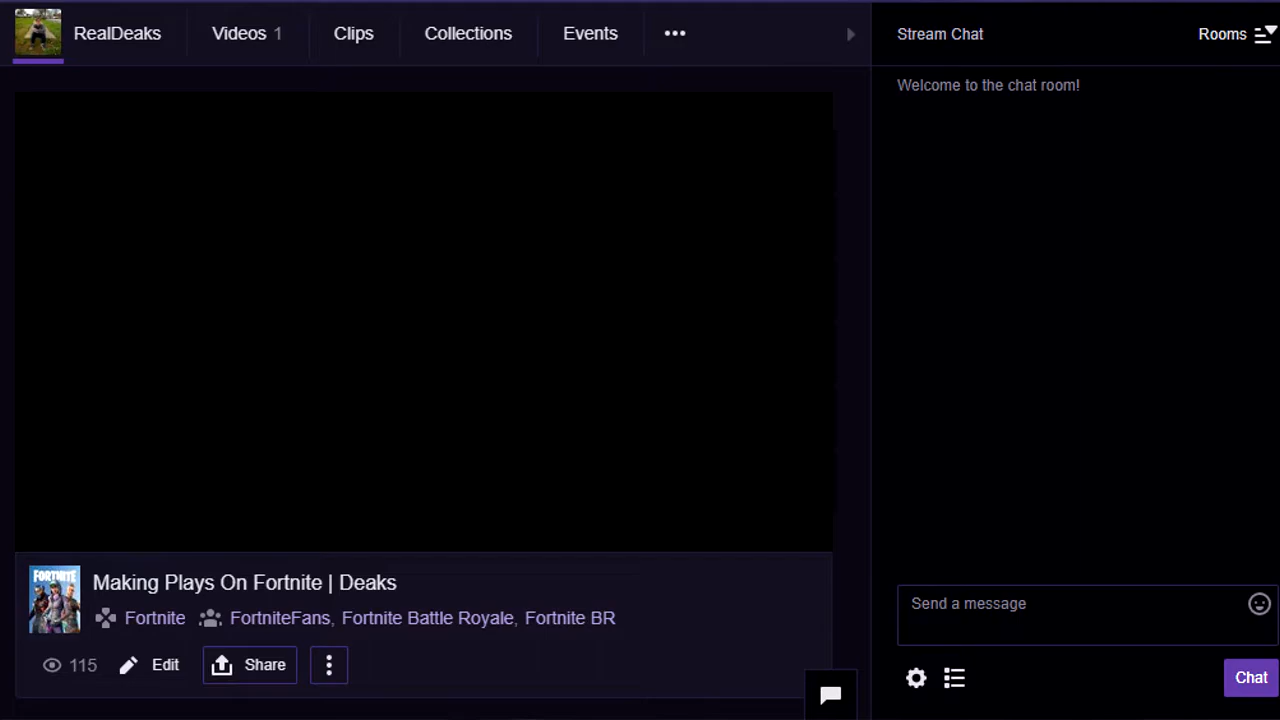 RealDeaks Videos 1 Clips Collections Events
Stream Chat Rooms
Welcome to the chat room!
FORTNITE
Making Plays On Fortnite | Deaks
Fortnite FortniteFans, Fortnite Battle Royale, Fortnite BR
115 Edit Share
Send a message
Chat